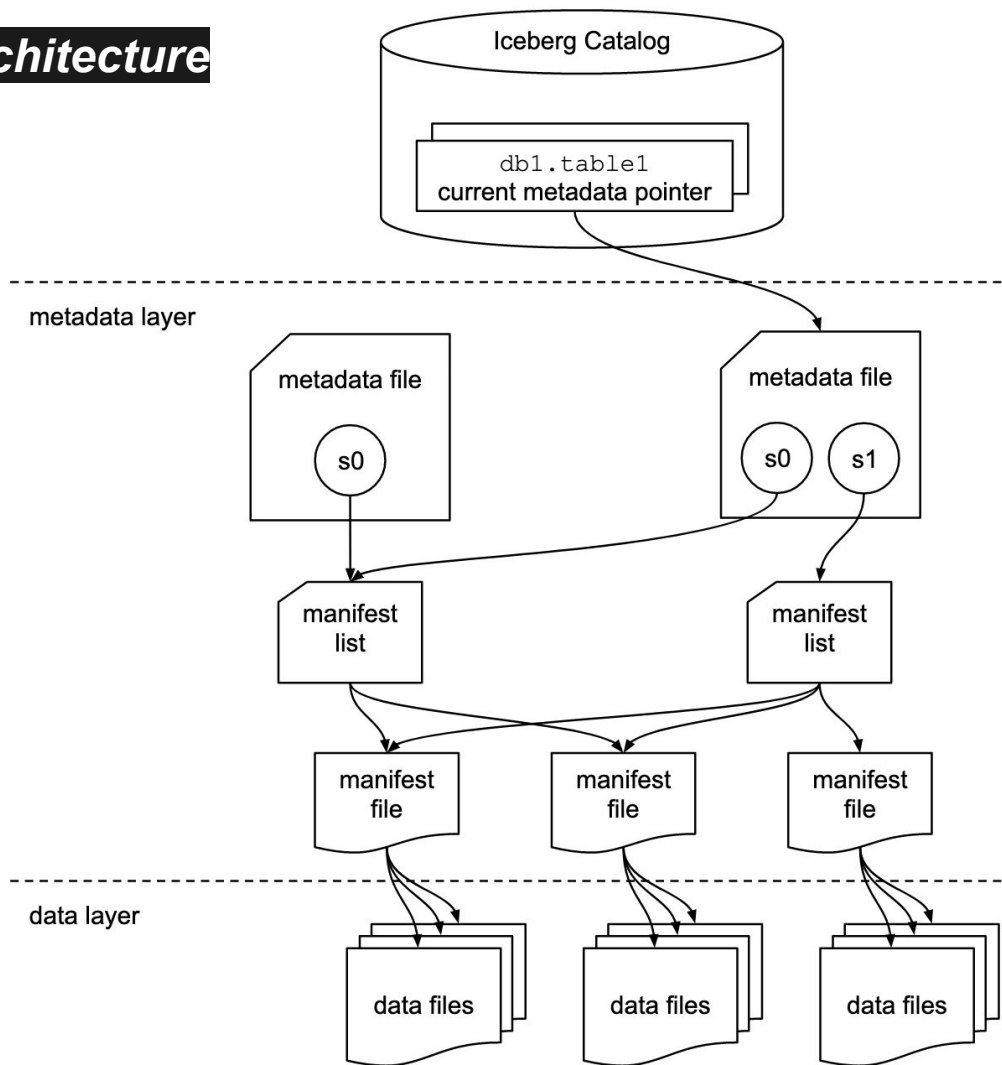 chitecture
Iceberg Catalog
db1.table1
current metadata pointer
metadata layer
metadata file
metadata file
s0
s0
s1
manifest
list
manifest
list
manifest
file
manifest
file
manifest
file
data layer
data files
data files
data files